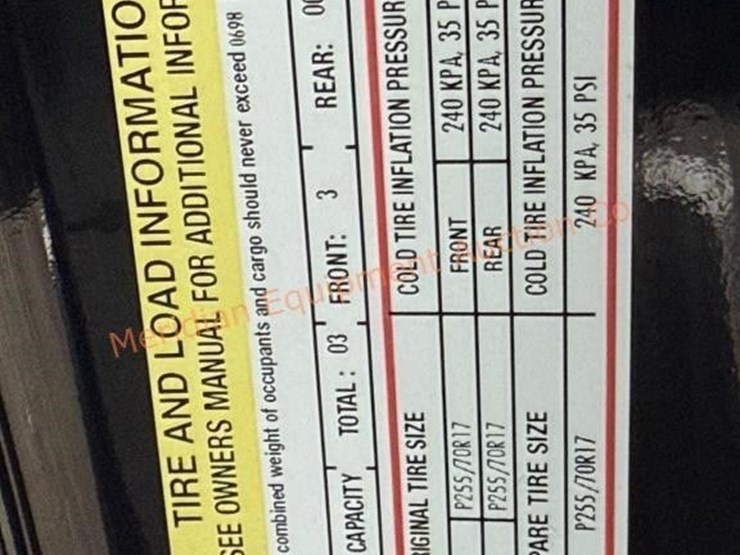 TIRE AND LOAD INFORMATIO
SEE OWNERS MANUAL FOR ADDITIONAL INFOR
combined weight of occupants and cargo should never exceed 0698
CAPACITY TOTAL: 03 FRONT: 3 REAR: 00
IGINAL TIRE SIZE COLD TIRE INFLATION PRESSUR
P255/70R17 FRONT 240 KPA, 35 P
P255/70R17 REAR 240 KPA, 35 P
PARE TIRE SIZE COLD TIRE INFLATION PRESSUR
P255/70R17 240 KPA, 35 PSI
Meridian Equipment Auction Co